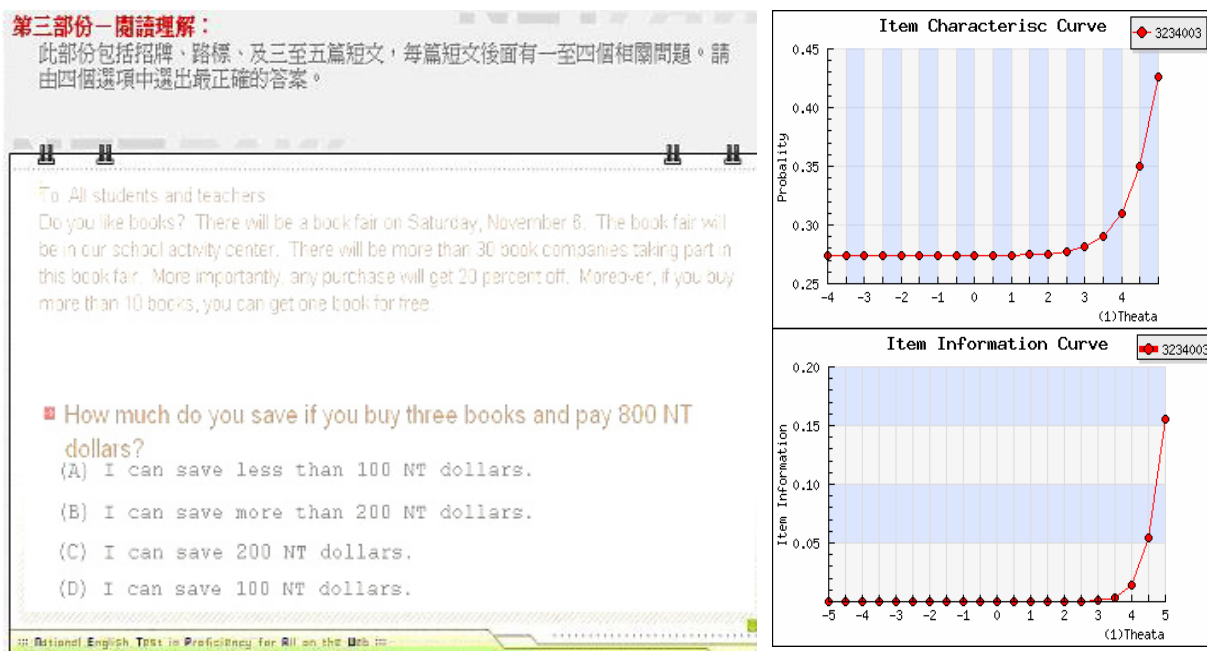 第三部份－閱讀理解：
此部份包括招牌、路標、及三至五篇短文，每篇短文後面有一至四個相關問題。請
由四個選項中選出最正確的答案。
To All students and teachers
Do you like books? There will be a book fair on Saturday, November 6. The book fair will
be in our school activity center. There will be more than 30 book companies taking part in
this book fair. More importantly, any purchase will get 20 percent off. Moreover, if you buy
more than 10 books, you can get one book for free.
How much do you save if you buy three books and pay 800 NT
dollars?
(A) I can save less than 100 NT dollars.
(B) I can save more than 200 NT dollars.
(C) I can save 200 NT dollars.
(D) I can save 100 NT dollars.
National English Test in Proficiency for All on the Web
Item Characterisc Curve
3234003
0.45
0.40
0.35
0.30
0.25
Probality
-4 -3 -2 -1 0 1 2 3 4
(1)Theata
Item Information Curve
3234003
0.20
0.15
0.10
0.05
Item Information
-5 -4 -3 -2 -1 0 1 2 3 4 5
(1)Theata